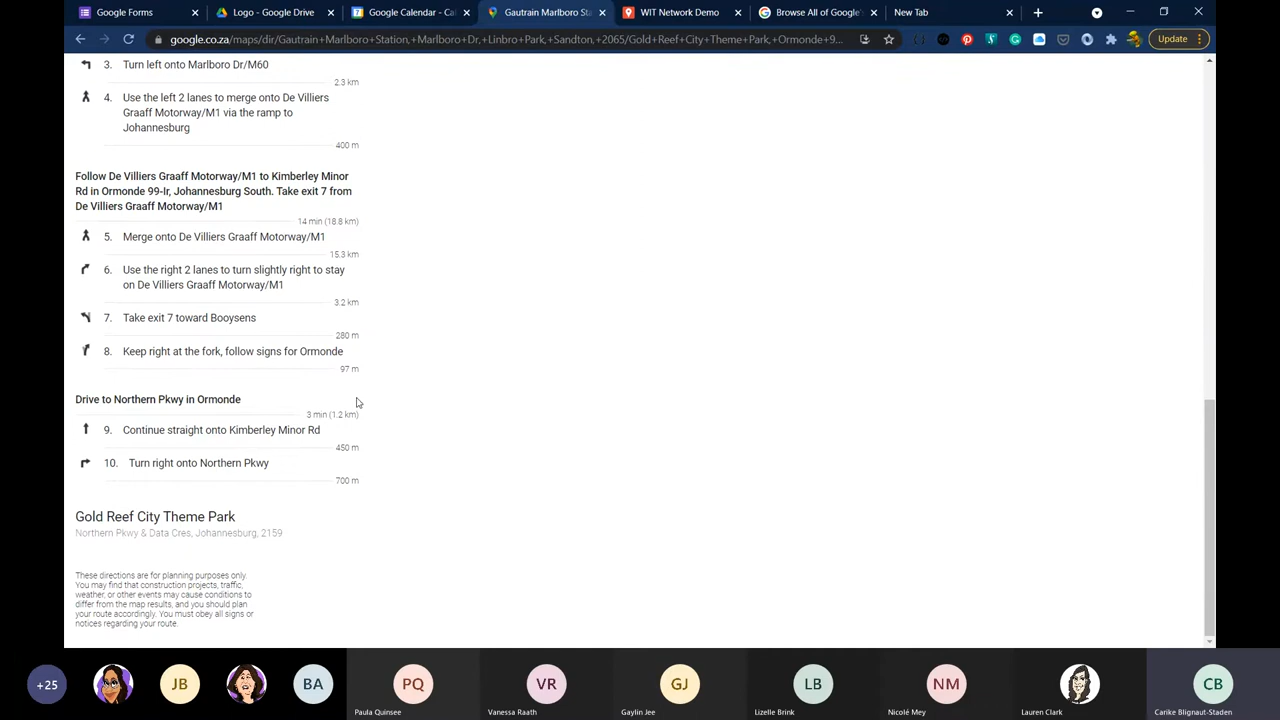 Google Forms
Logo - Google Drive
Google Calendar - Ca
Gautrain Marlboro St
WIT Network Demo
Browse All of Google'
New Tab
google.co.za/maps/dir/Gautrain+Marlboro+Station,+Marlboro+Dr,+Linbro+Park,+Sandton,+2065/Gold+Reef+City+Theme+Park,+Ormonde+9...
Update
3. Turn left onto Marlboro Dr/M60
2.3 km
4. Use the left 2 lanes to merge onto De Villiers
Graaff Motorway/M1 via the ramp to
Johannesburg
400 m
Follow De Villiers Graaff Motorway/M1 to Kimberley Minor
Rd in Ormonde 99-Ir, Johannesburg South. Take exit 7 from
De Villiers Graaff Motorway/M1
14 min (18.8 km)
5. Merge onto De Villiers Graaff Motorway/M1
15.3 km
6. Use the right 2 lanes to turn slightly right to stay
on De Villiers Graaff Motorway/M1
3.2 km
7. Take exit 7 toward Booysens
280 m
8. Keep right at the fork, follow signs for Ormonde
97 m
Drive to Northern Pkwy in Ormonde
3 min (1.2 km)
9. Continue straight onto Kimberley Minor Rd
450 m
10. Turn right onto Northern Pkwy
700 m
Gold Reef City Theme Park
Northern Pkwy & Data Cres, Johannesburg, 2159
These directions are for planning purposes only.
You may find that construction projects, traffic,
weather, or other events may cause conditions to
differ from the map results, and you should plan
your route accordingly. You must obey all signs or
notices regarding your route.
+25
JB
BA
PQ
Paula Quinsee
VR
Vanessa Raath
GJ
Gaylin Jee
LB
Lizelle Brink
NM
Nicolé Mey
Lauren Clark
CB
Carike Blignaut-Staden